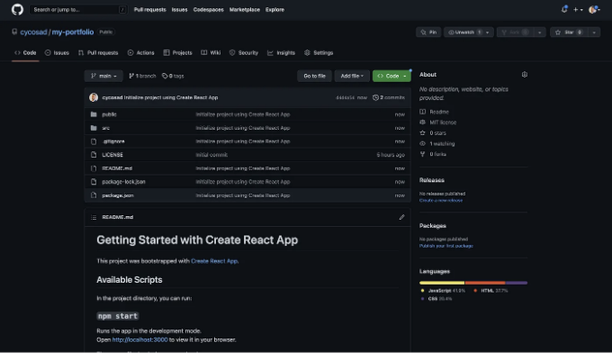 Search or jump to...
/
Pull requests Issues Codespaces Marketplace Explore
cycosad / my-portfolio Public
Pin Unwatch 1 Fork 0 Star 0
<> Code Issues Pull requests Actions Projects Wiki Security Insights Settings
main 1 branch 0 tags Go to file Add file <> Code
cycosad Initialize project using Create React App now 2 commits
public Initialize project using Create React App now
src Initialize project using Create React App now
.gitignore Initialize project using Create React App now
LICENSE Initial commit 5 hours ago
README.md Initialize project using Create React App now
package-lock.json Initialize project using Create React App now
package.json Initialize project using Create React App now
README.md
Getting Started with Create React App
This project was bootstrapped with Create React App.
Available Scripts
In the project directory, you can run:
npm start
Runs the app in the development mode.
Open http://localhost:3000 to view it in your browser.
About
No description, website, or topics
provided.
Readme
MIT license
0 stars
1 watching
0 forks
Releases
No releases published
Create a new release
Packages
No packages published
Publish your first package
Languages
JavaScript HTML
CSS